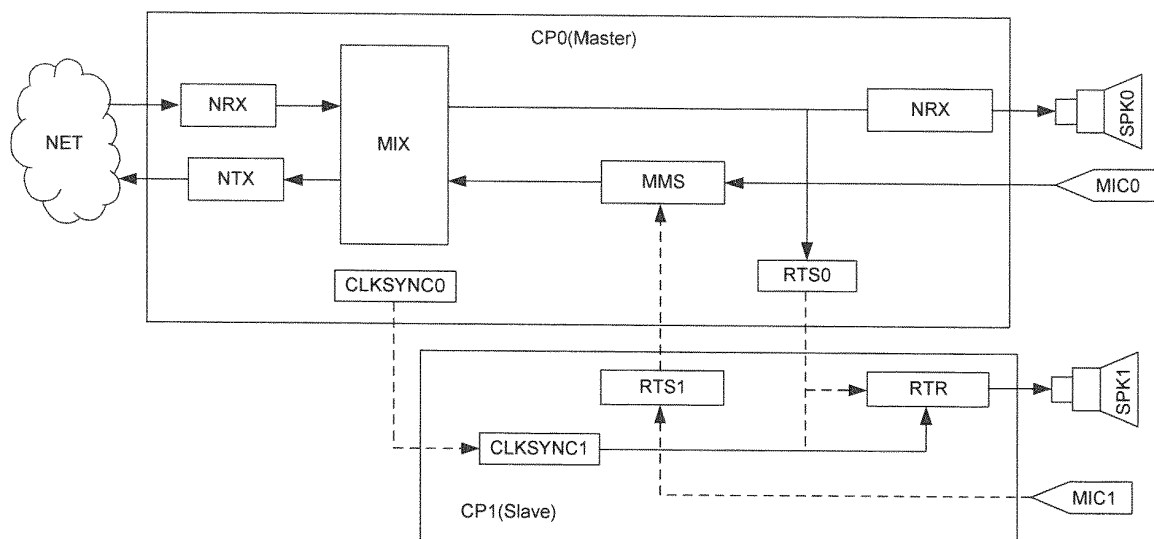 CP0(Master)
NET
NRX
MIX
NRX
SPK0
NTX
MMS
MIC0
CLKSYNC0
RTS0
RTS1
RTR
SPK1
CLKSYNC1
MIC1
CP1(Slave)